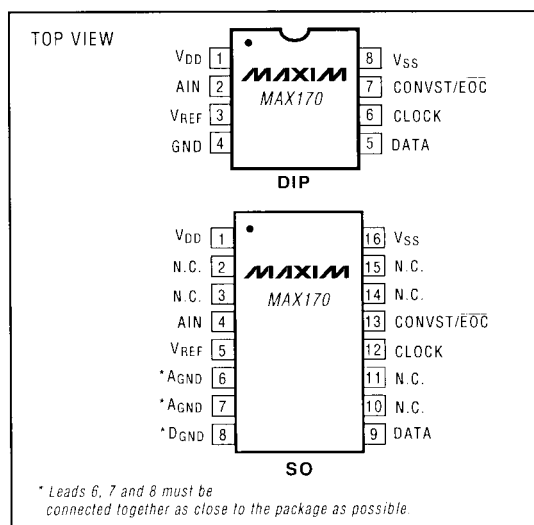 TOP VIEW
VDD 1
AIN 2
VREF 3
GND 4
MAXIM
MAX170
8 VSS
7 CONVST/E̅O̅C̅
6 CLOCK
5 DATA
DIP
VDD 1
N.C. 2
N.C. 3
AIN 4
VREF 5
*AGND 6
*AGND 7
*DGND 8
MAXIM
MAX170
16 VSS
15 N.C.
14 N.C.
13 CONVST/E̅O̅C̅
12 CLOCK
11 N.C.
10 N.C.
9 DATA
SO
* Leads 6, 7 and 8 must be
connected together as close to the package as possible.